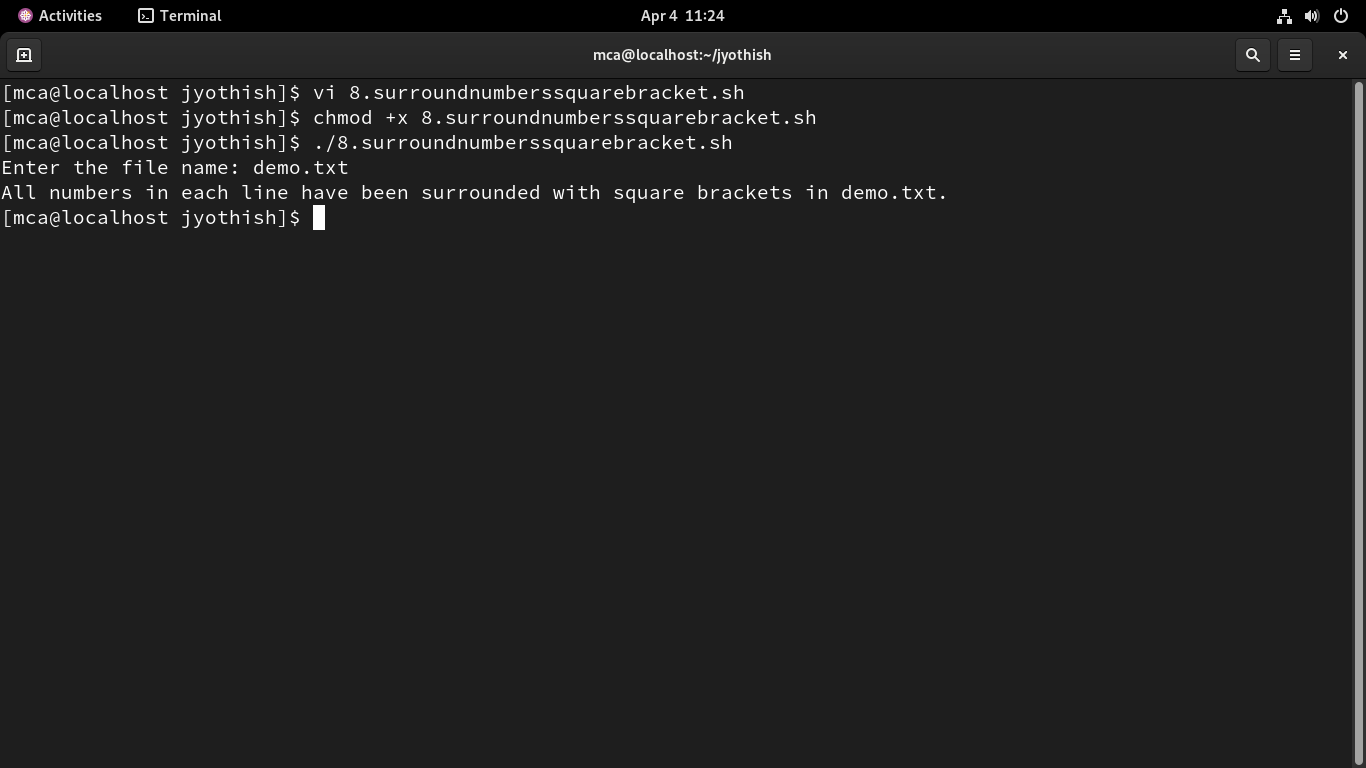 Activities
Terminal
Apr 4 11:24
mca@localhost:~/jyothish
[mca@localhost jyothish]$ vi 8.surroundnumberssquarebracket.sh
[mca@localhost jyothish]$ chmod +x 8.surroundnumberssquarebracket.sh
[mca@localhost jyothish]$ ./8.surroundnumberssquarebracket.sh
Enter the file name: demo.txt
All numbers in each line have been surrounded with square brackets in demo.txt.
[mca@localhost jyothish]$